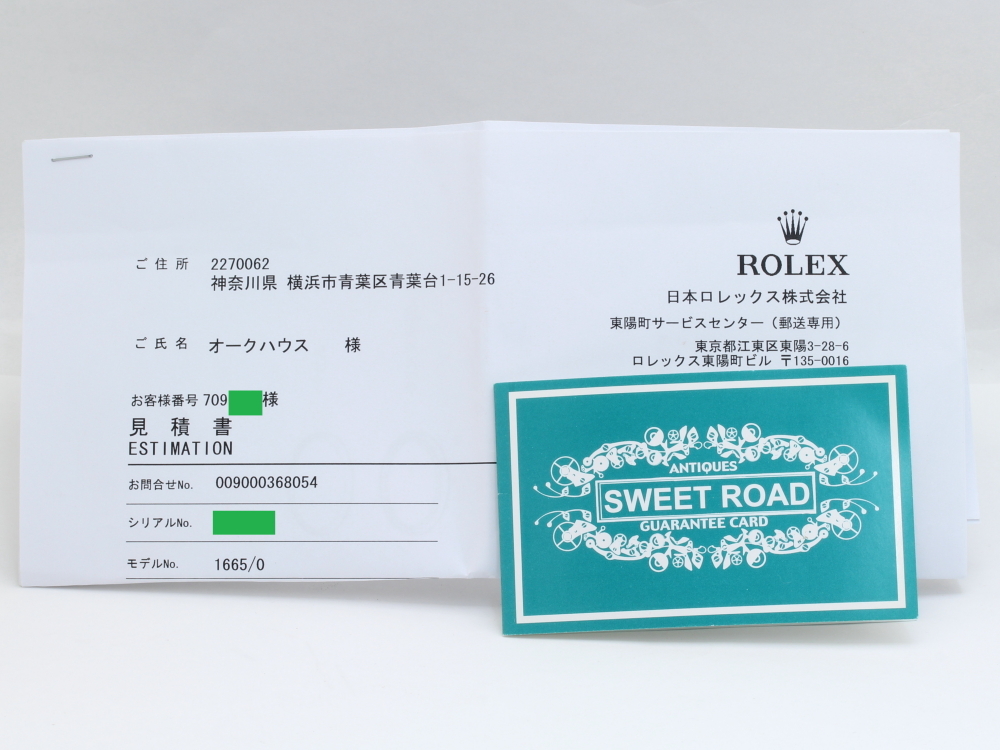 ご住所 2270062
神奈川県 横浜市青葉区青葉台1-15-26
ご氏名 オークハウス 様
お客様番号 709 様
見積書
ESTIMATION
お問合せNo. 009000368054
シリアルNo.
モデルNo. 1665/0
ROLEX
日本ロレックス株式会社
東陽町サービスセンター（郵送専用）
東京都江東区東陽3-28-6
ロレックス東陽町ビル 〒135-0016
ANTIQUES
SWEET ROAD
GUARANTEE CARD